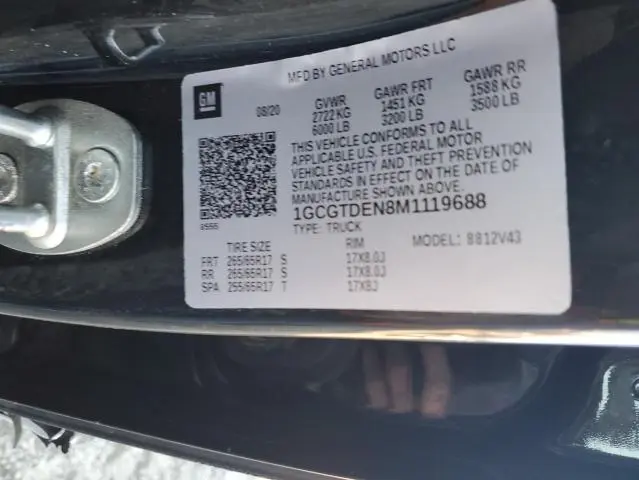 MFD BY GENERAL MOTORS LLC
GM
08/20 GVWR GAWR FRT GAWR RR
2722 KG 1451 KG 1588 KG
6000 LB 3200 LB 3500 LB
THIS VEHICLE CONFORMS TO ALL
APPLICABLE U.S. FEDERAL MOTOR
VEHICLE SAFETY AND THEFT PREVENTION
STANDARDS IN EFFECT ON THE DATE OF
MANUFACTURE SHOWN ABOVE.
1GCGTDEN8M1119688
8555 TYPE: TRUCK MODEL: 8812V43
TIRE SIZE RIM
FRT 265/65R17 S 17X8.0J
RR 265/65R17 S 17X8.0J
SPA 255/65R17 T 17X8J